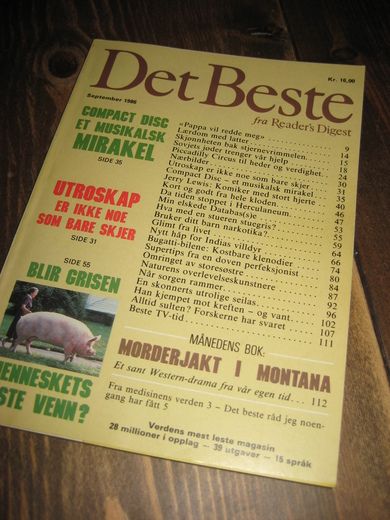 Det Beste
fra Reader's Digest
September 1986
Kr. 16,00
COMPACT DISC
ET MUSIKALSK
MIRAKEL
SIDE 35
UTROSKAP
ER IKKE NOE
SOM BARE SKJER
SIDE 31
SIDE 55
BLIR GRISEN
MENNESKETS
BESTE VENN?
«Pappa vil redde meg» 9
Lærdom med latter 14
Skjønnheten bak stjernevrimmelen 15
Sovjets joder trenger vår hjelp 18
Piccadilly Circus til heder og verdighet 24
Nærbilder 30
Utroskap er ikke noe som bare skjer 31
Compact Disc – et musikalsk mirakel 35
Jerry Lewis: Komiker med stort hjerte 40
Kort og godt fra hele kloden 46
Da tiden stoppet i Herculaneum 47
Min elskede Databas(s)e 53
Hva med en stueren stuegris? 55
Bruker ditt barn narkotika? 59
Glimt fra livet 64
Nytt håp for Indias villdyr 66
Bugatti-bilene: Kostbare klenodier 74
Supertips fra en doven perfeksjonist 80
Omringet av storesøstre 84
Naturens overlevelseskunstnere 87
Når sorgen rammer 92
En skonnerts utrolige seilas 96
Han kjempet mot kreften – og vant 102
Alltid sulten? Forskerne har svaret 107
Beste TV-tid 111
MÅNEDENS BOK:
MORDERJAKT I MONTANA
Et sant Western-drama fra vår egen tid... 112
Fra medisinens verden 3 – Det beste råd jeg noen-
gang har fått 5
Verdens mest leste magasin
28 millioner i opplag – 39 utgaver – 15 språk